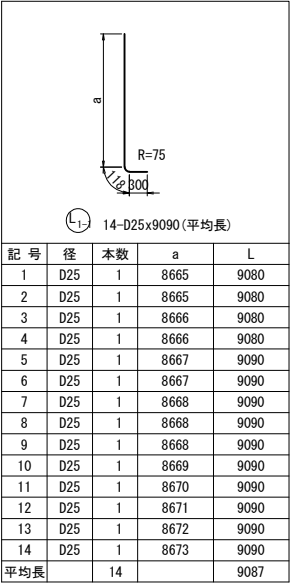 a
R=75
118
300
L1-1 14-D25x9090(平均長)
記 号 径 本数 a L
1 D25 1 8665 9080
2 D25 1 8665 9080
3 D25 1 8666 9080
4 D25 1 8666 9080
5 D25 1 8667 9090
6 D25 1 8667 9090
7 D25 1 8668 9090
8 D25 1 8668 9090
9 D25 1 8668 9090
10 D25 1 8669 9090
11 D25 1 8670 9090
12 D25 1 8671 9090
13 D25 1 8672 9090
14 D25 1 8673 9090
平均長 14 9087